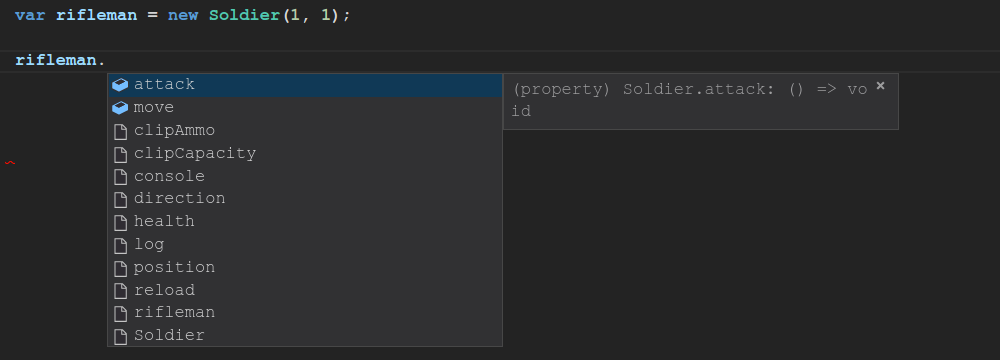 var rifleman = new Soldier(1, 1);
rifleman.
attack
move
clipAmmo
clipCapacity
console
direction
health
log
position
reload
rifleman
Soldier
(property) Soldier.attack: () => vo
id
×